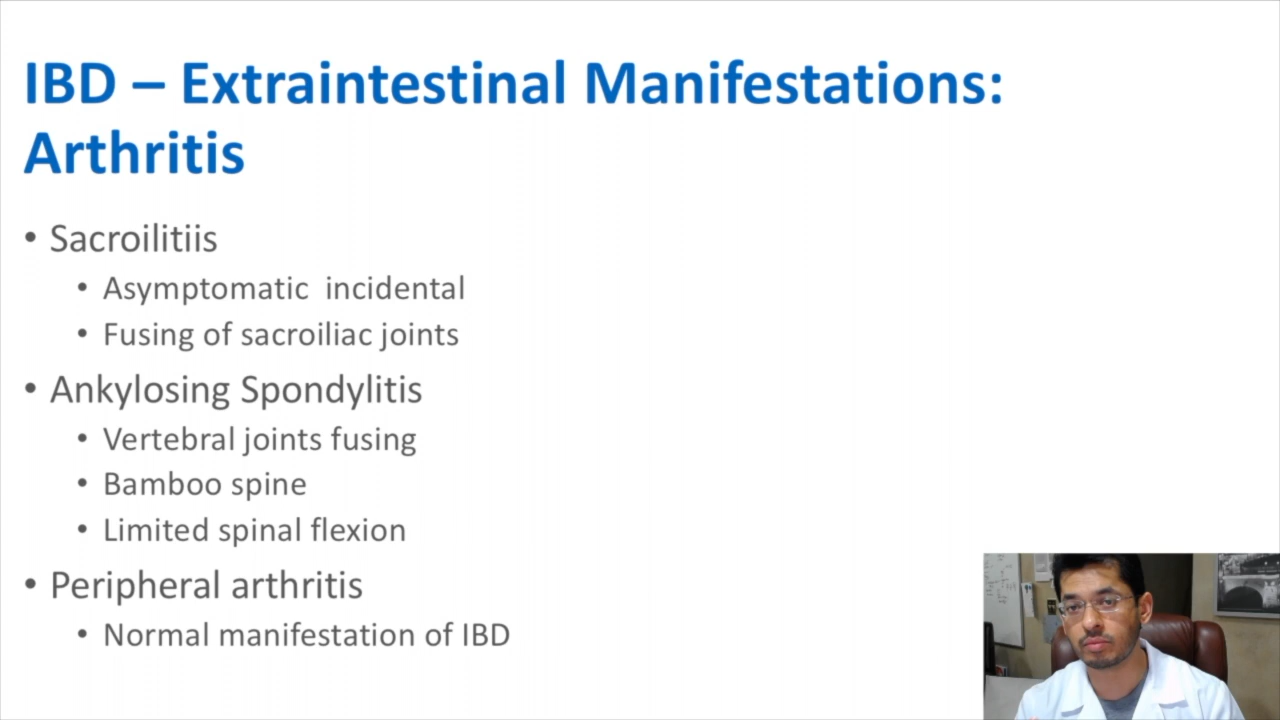 IBD – Extraintestinal Manifestations:
Arthritis
• Sacroilitiis
• Asymptomatic  incidental
• Fusing of sacroiliac joints
• Ankylosing Spondylitis
• Vertebral joints fusing
• Bamboo spine
• Limited spinal flexion
• Peripheral arthritis
• Normal manifestation of IBD